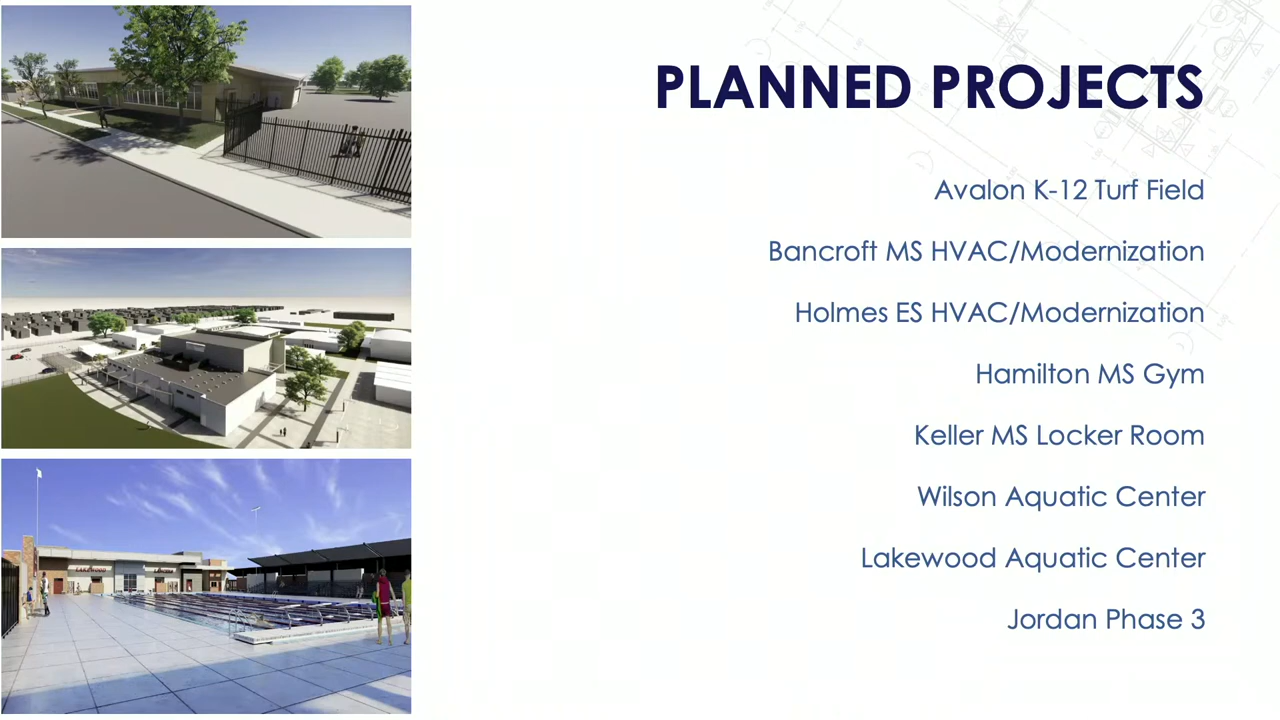 PLANNED PROJECTS
Avalon K-12 Turf Field
Bancroft MS HVAC/Modernization
Holmes ES HVAC/Modernization
Hamilton MS Gym
Keller MS Locker Room
Wilson Aquatic Center
Lakewood Aquatic Center
Jordan Phase 3
LAKEWOOD